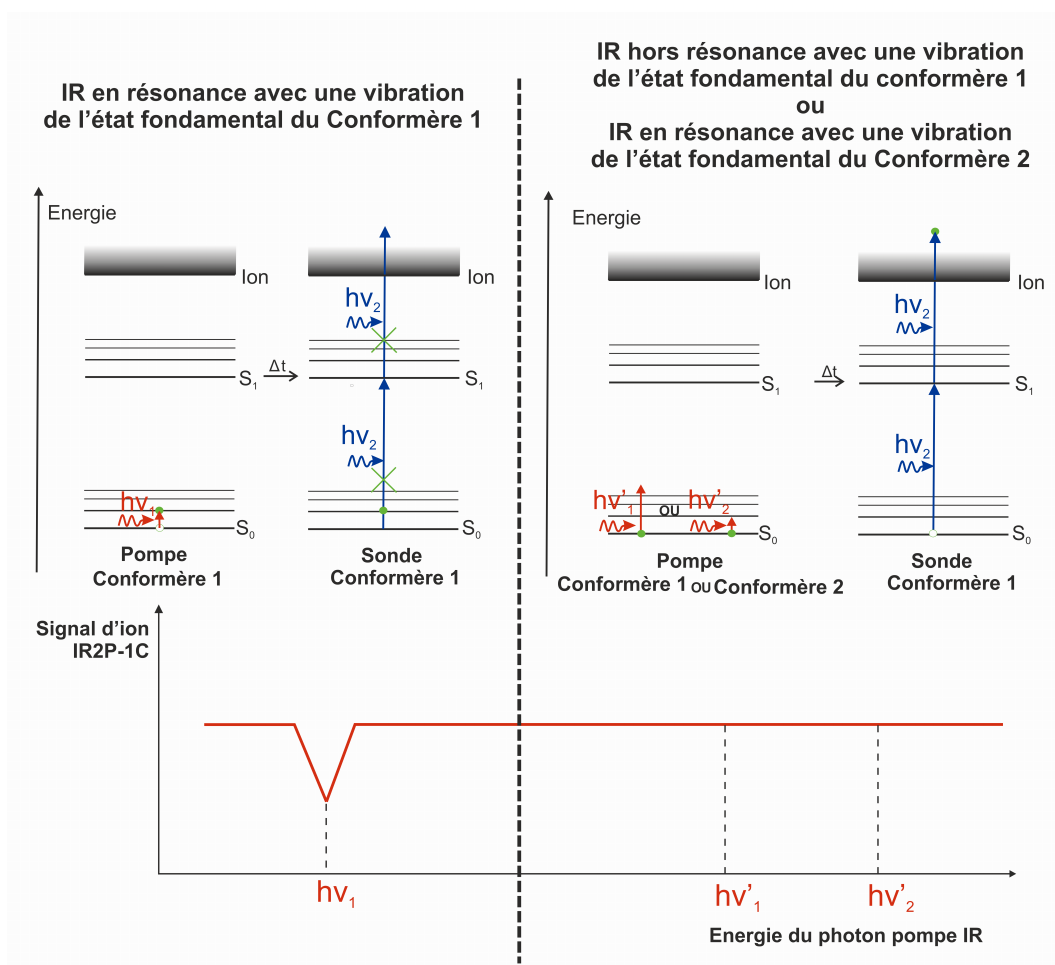 IR en résonance avec une vibration
de l’état fondamental du Conformère 1
IR hors résonance avec une vibration
de l’état fondamental du conformère 1
ou
IR en résonance avec une vibration
de l’état fondamental du Conformère 2
Energie
Ion
S1
Δt
hν1
S0
Pompe
Conformère 1
Ion
hν2
S1
hν2
S0
Sonde
Conformère 1
Energie
Ion
S1
Δt
hν’1 OU hν’2
S0
Pompe
Conformère 1 OU Conformère 2
Ion
hν2
S1
hν2
S0
Sonde
Conformère 1
Signal d’ion
IR2P-1C
hν1
hν’1
hν’2
Energie du photon pompe IR